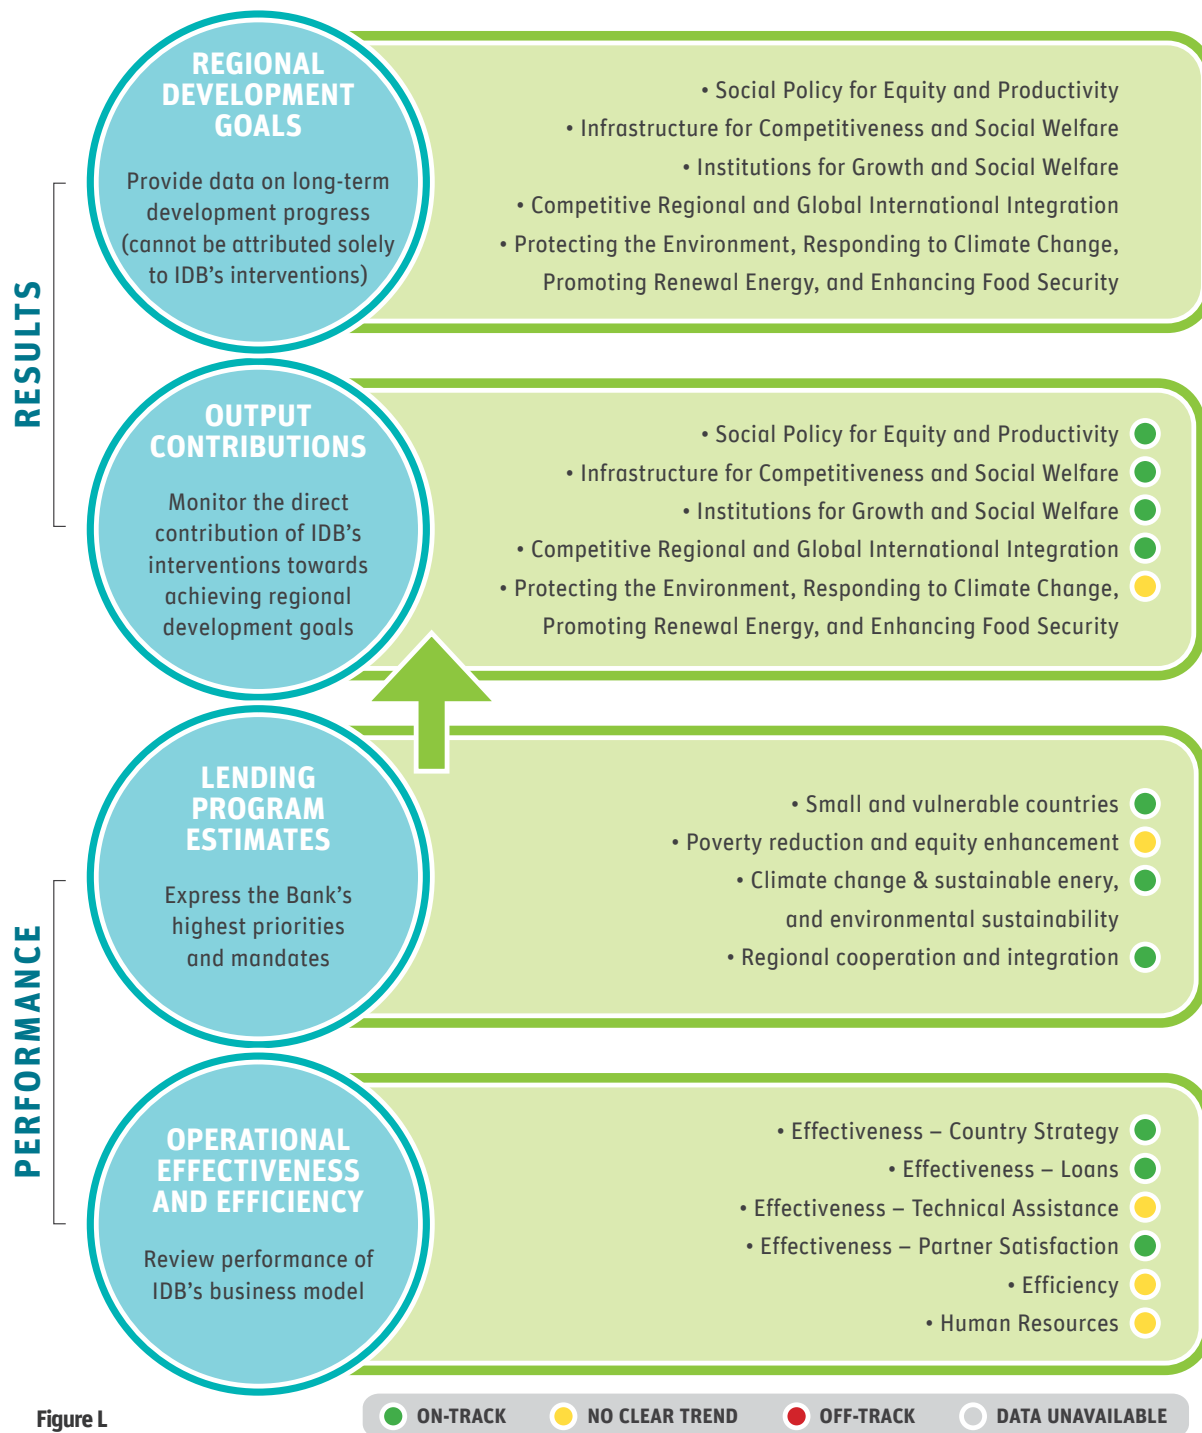 RESULTS
REGIONAL
DEVELOPMENT
GOALS
Provide data on long-term
development progress
(cannot be attributed solely
to IDB’s interventions)
• Social Policy for Equity and Productivity
• Infrastructure for Competitiveness and Social Welfare
• Institutions for Growth and Social Welfare
• Competitive Regional and Global International Integration
• Protecting the Environment, Responding to Climate Change,
Promoting Renewal Energy, and Enhancing Food Security
OUTPUT
CONTRIBUTIONS
Monitor the direct
contribution of IDB’s
interventions towards
achieving regional
development goals
• Social Policy for Equity and Productivity
• Infrastructure for Competitiveness and Social Welfare
• Institutions for Growth and Social Welfare
• Competitive Regional and Global International Integration
• Protecting the Environment, Responding to Climate Change,
Promoting Renewal Energy, and Enhancing Food Security
PERFORMANCE
LENDING
PROGRAM
ESTIMATES
Express the Bank’s
highest priorities
and mandates
• Small and vulnerable countries
• Poverty reduction and equity enhancement
• Climate change & sustainable enery,
and environmental sustainability
• Regional cooperation and integration
OPERATIONAL
EFFECTIVENESS
AND EFFICIENCY
Review performance of
IDB’s business model
• Effectiveness – Country Strategy
• Effectiveness – Loans
• Effectiveness – Technical Assistance
• Effectiveness – Partner Satisfaction
• Efficiency
• Human Resources
Figure L
ON-TRACK
NO CLEAR TREND
OFF-TRACK
DATA UNAVAILABLE